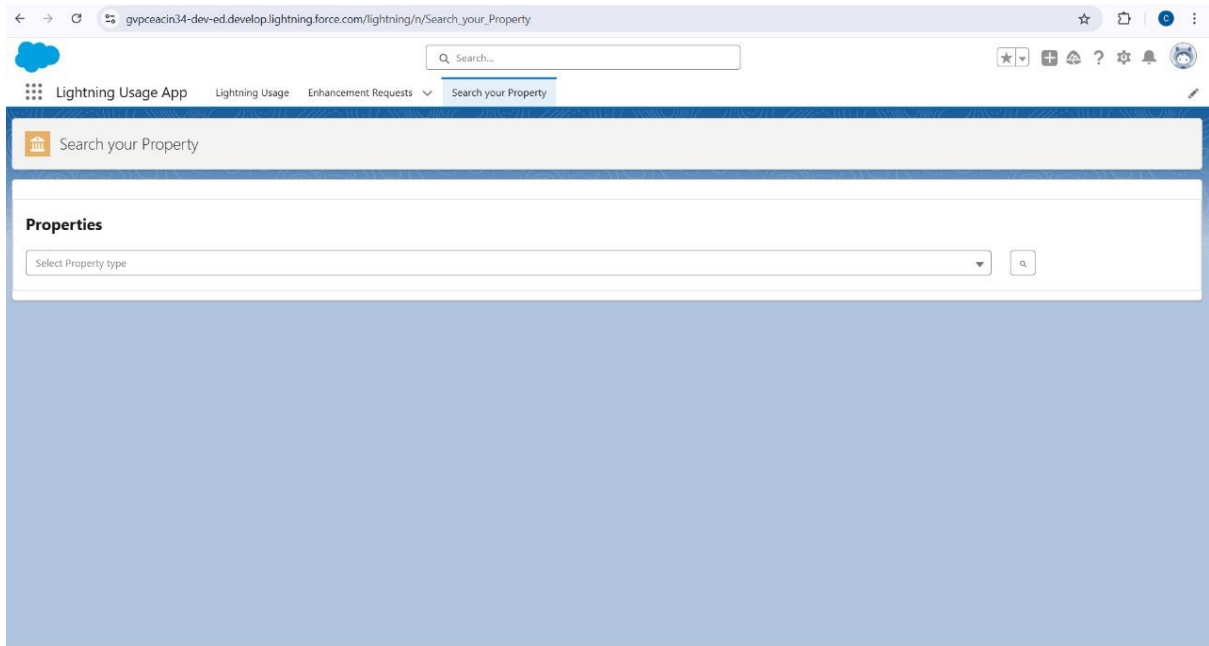 gvpceacin34-dev-ed.develop.lightning.force.com/lightning/n/Search_your_Property
C
Search...
Lightning Usage App Lightning Usage Enhancement Requests Search your Property
Search your Property
Properties
Select Property type